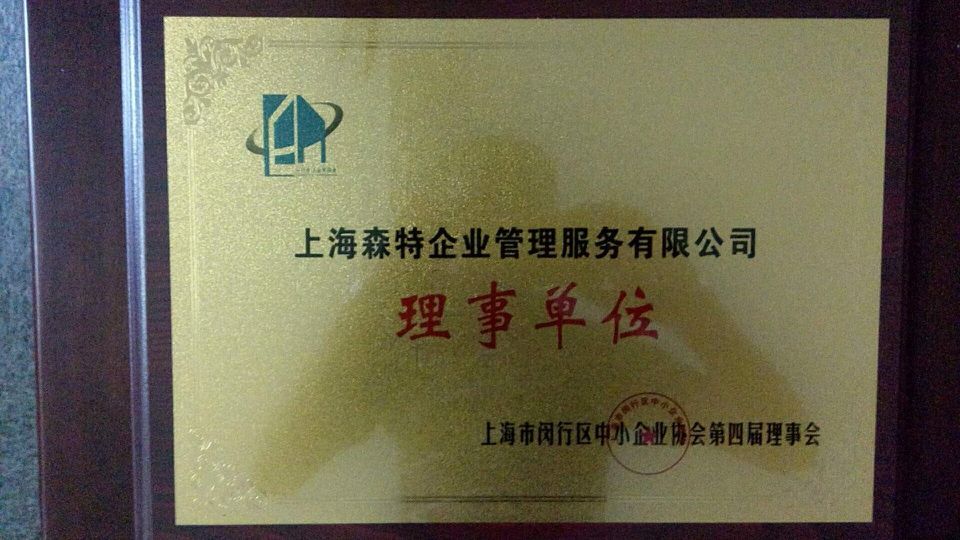 上海森特企业管理服务有限公司
理事单位
上海市闵行区中小企业协会第四届理事会